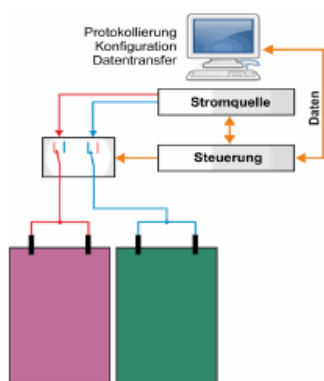 Protokollierung
Konfiguration
Datentransfer
Stromquelle
Daten
Steuerung